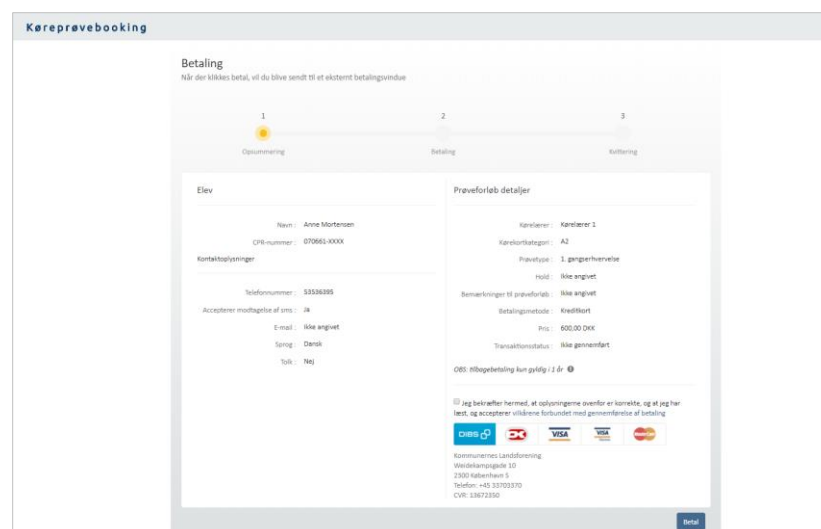 Køreprøvebooking
Betaling
Når der klikkes betal, vil du blive sendt til et eksternt betalingsvindue
1 2 3
Opsummering Betaling Kvittering
Elev
Navn : Anne Mortensen
CPR-nummer : 070661-XXXX
Kontaktoplysninger
Telefonnummer : 53536395
Accepterer modtagelse af sms : Ja
E-mail : Ikke angivet
Sprog : Dansk
Tolk : Nej
Prøveforløb detaljer
Kørelærer : Kørelærer 1
Kørekortkategori : A2
Prøvetype : 1. gangserhvervelse
Hold : Ikke angivet
Bemærkninger til prøveforløb : Ikke angivet
Betalingsmetode : Kreditkort
Pris : 600,00 DKK
Transaktionsstatus : Ikke gennemført
OBS: tilbagebetaling kun gyldig i 1 år
Jeg bekræfter hermed, at oplysningerne ovenfor er korrekte, og at jeg har
læst, og accepterer vilkårene forbundet med gennemførelse af betaling
DIBS VISA VISA MasterCard
Kommunernes Landsforening
Weidekampsgade 10
2300 København S
Telefon: +45 33703370
CVR: 13672350
Betal